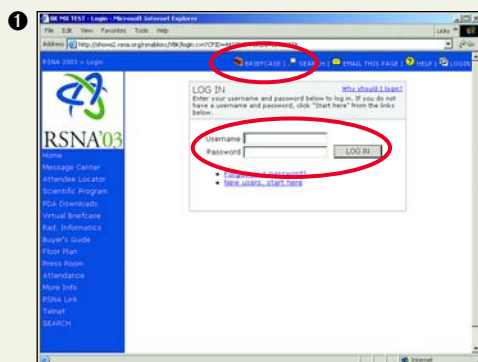 ❶
BK MB TEST - Login - Microsoft Internet Explorer
File Edit View Favorites Tools Help
Links
Address
Go
RSNA 2003 > Login
BRIEFCASE | SEARCH | EMAIL THIS PAGE | HELP | LOGIN
LOG IN
Why should I login?
Enter your username and password below to log in. If you do not
have a username and password, click "Start here" from the links
below.
Username
Password
LOG IN
password?
New users, start here
RSNA'03
Home
Message Center
Attendee Locator
Scientific Program
PDA Downloads
Virtual Briefcase
Rad. Informatics
Buyer's Guide
Floor Plan
Press Room
Attendance
More Info
RSNA Link
Telnet
SEARCH
Internet